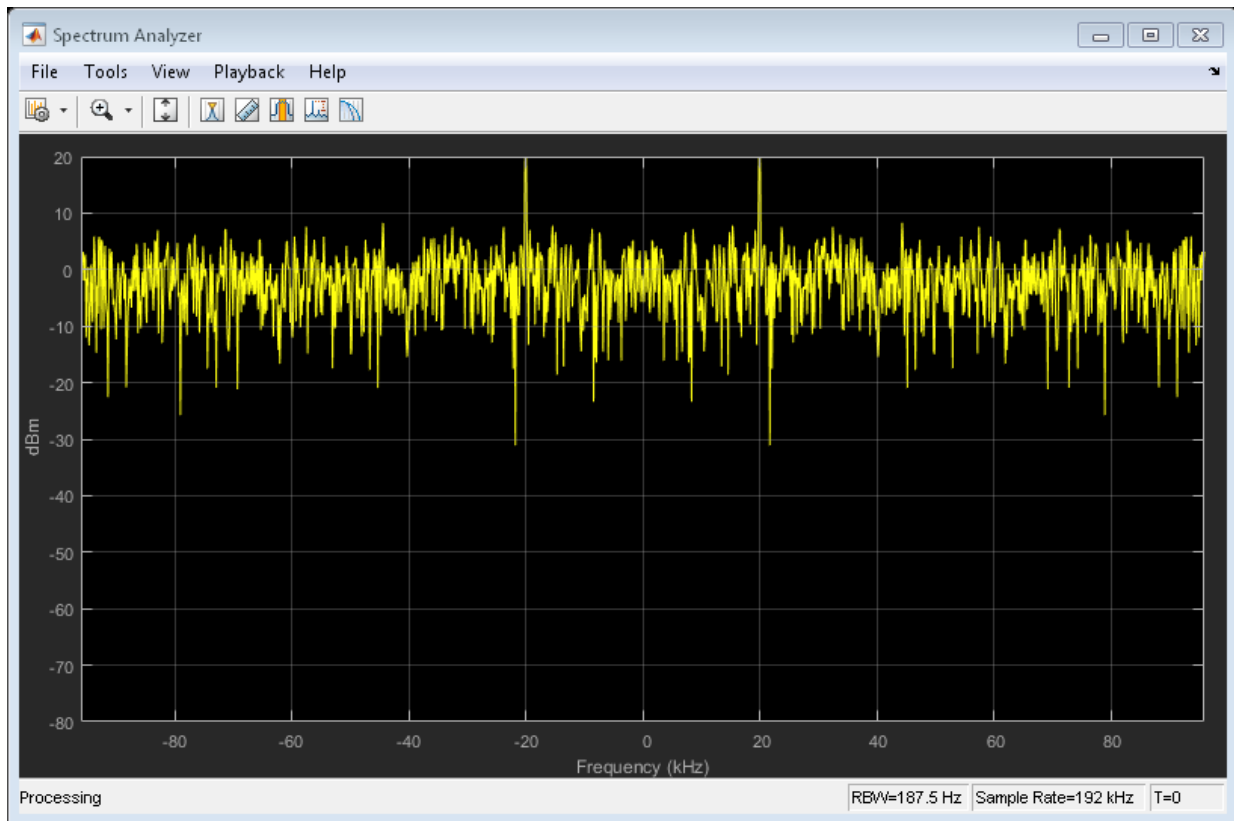 Spectrum Analyzer
File Tools View Playback Help
20
10
0
-10
-20
-30
-40
-50
-60
-70
-80
dBm
-80 -60 -40 -20 0 20 40 60 80
Frequency (kHz)
Processing RBW=187.5 Hz Sample Rate=192 kHz T=0